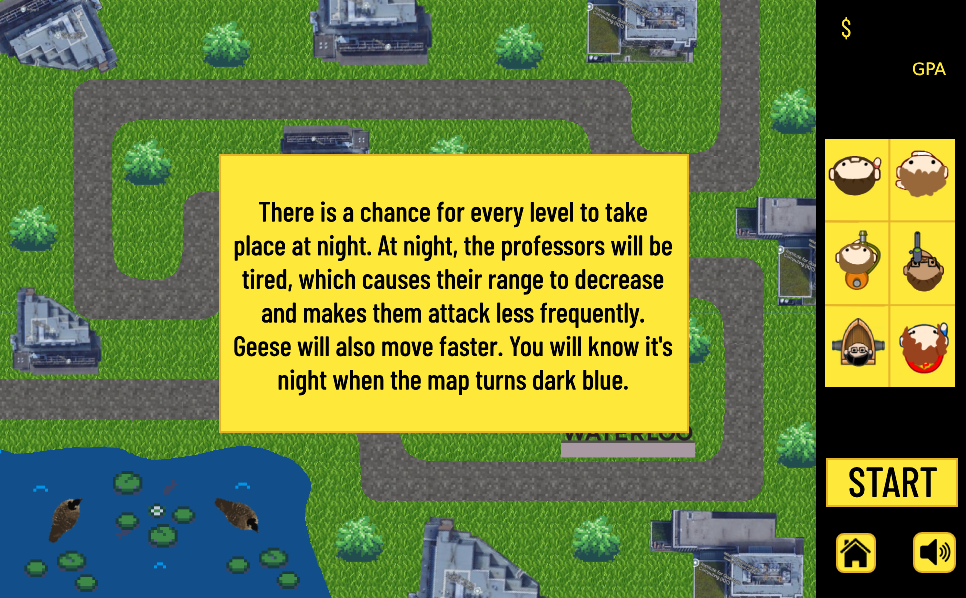 $
GPA
There is a chance for every level to take
place at night. At night, the professors will be
tired, which causes their range to decrease
and makes them attack less frequently.
Geese will also move faster. You will know it's
night when the map turns dark blue.
WATERLOO
START